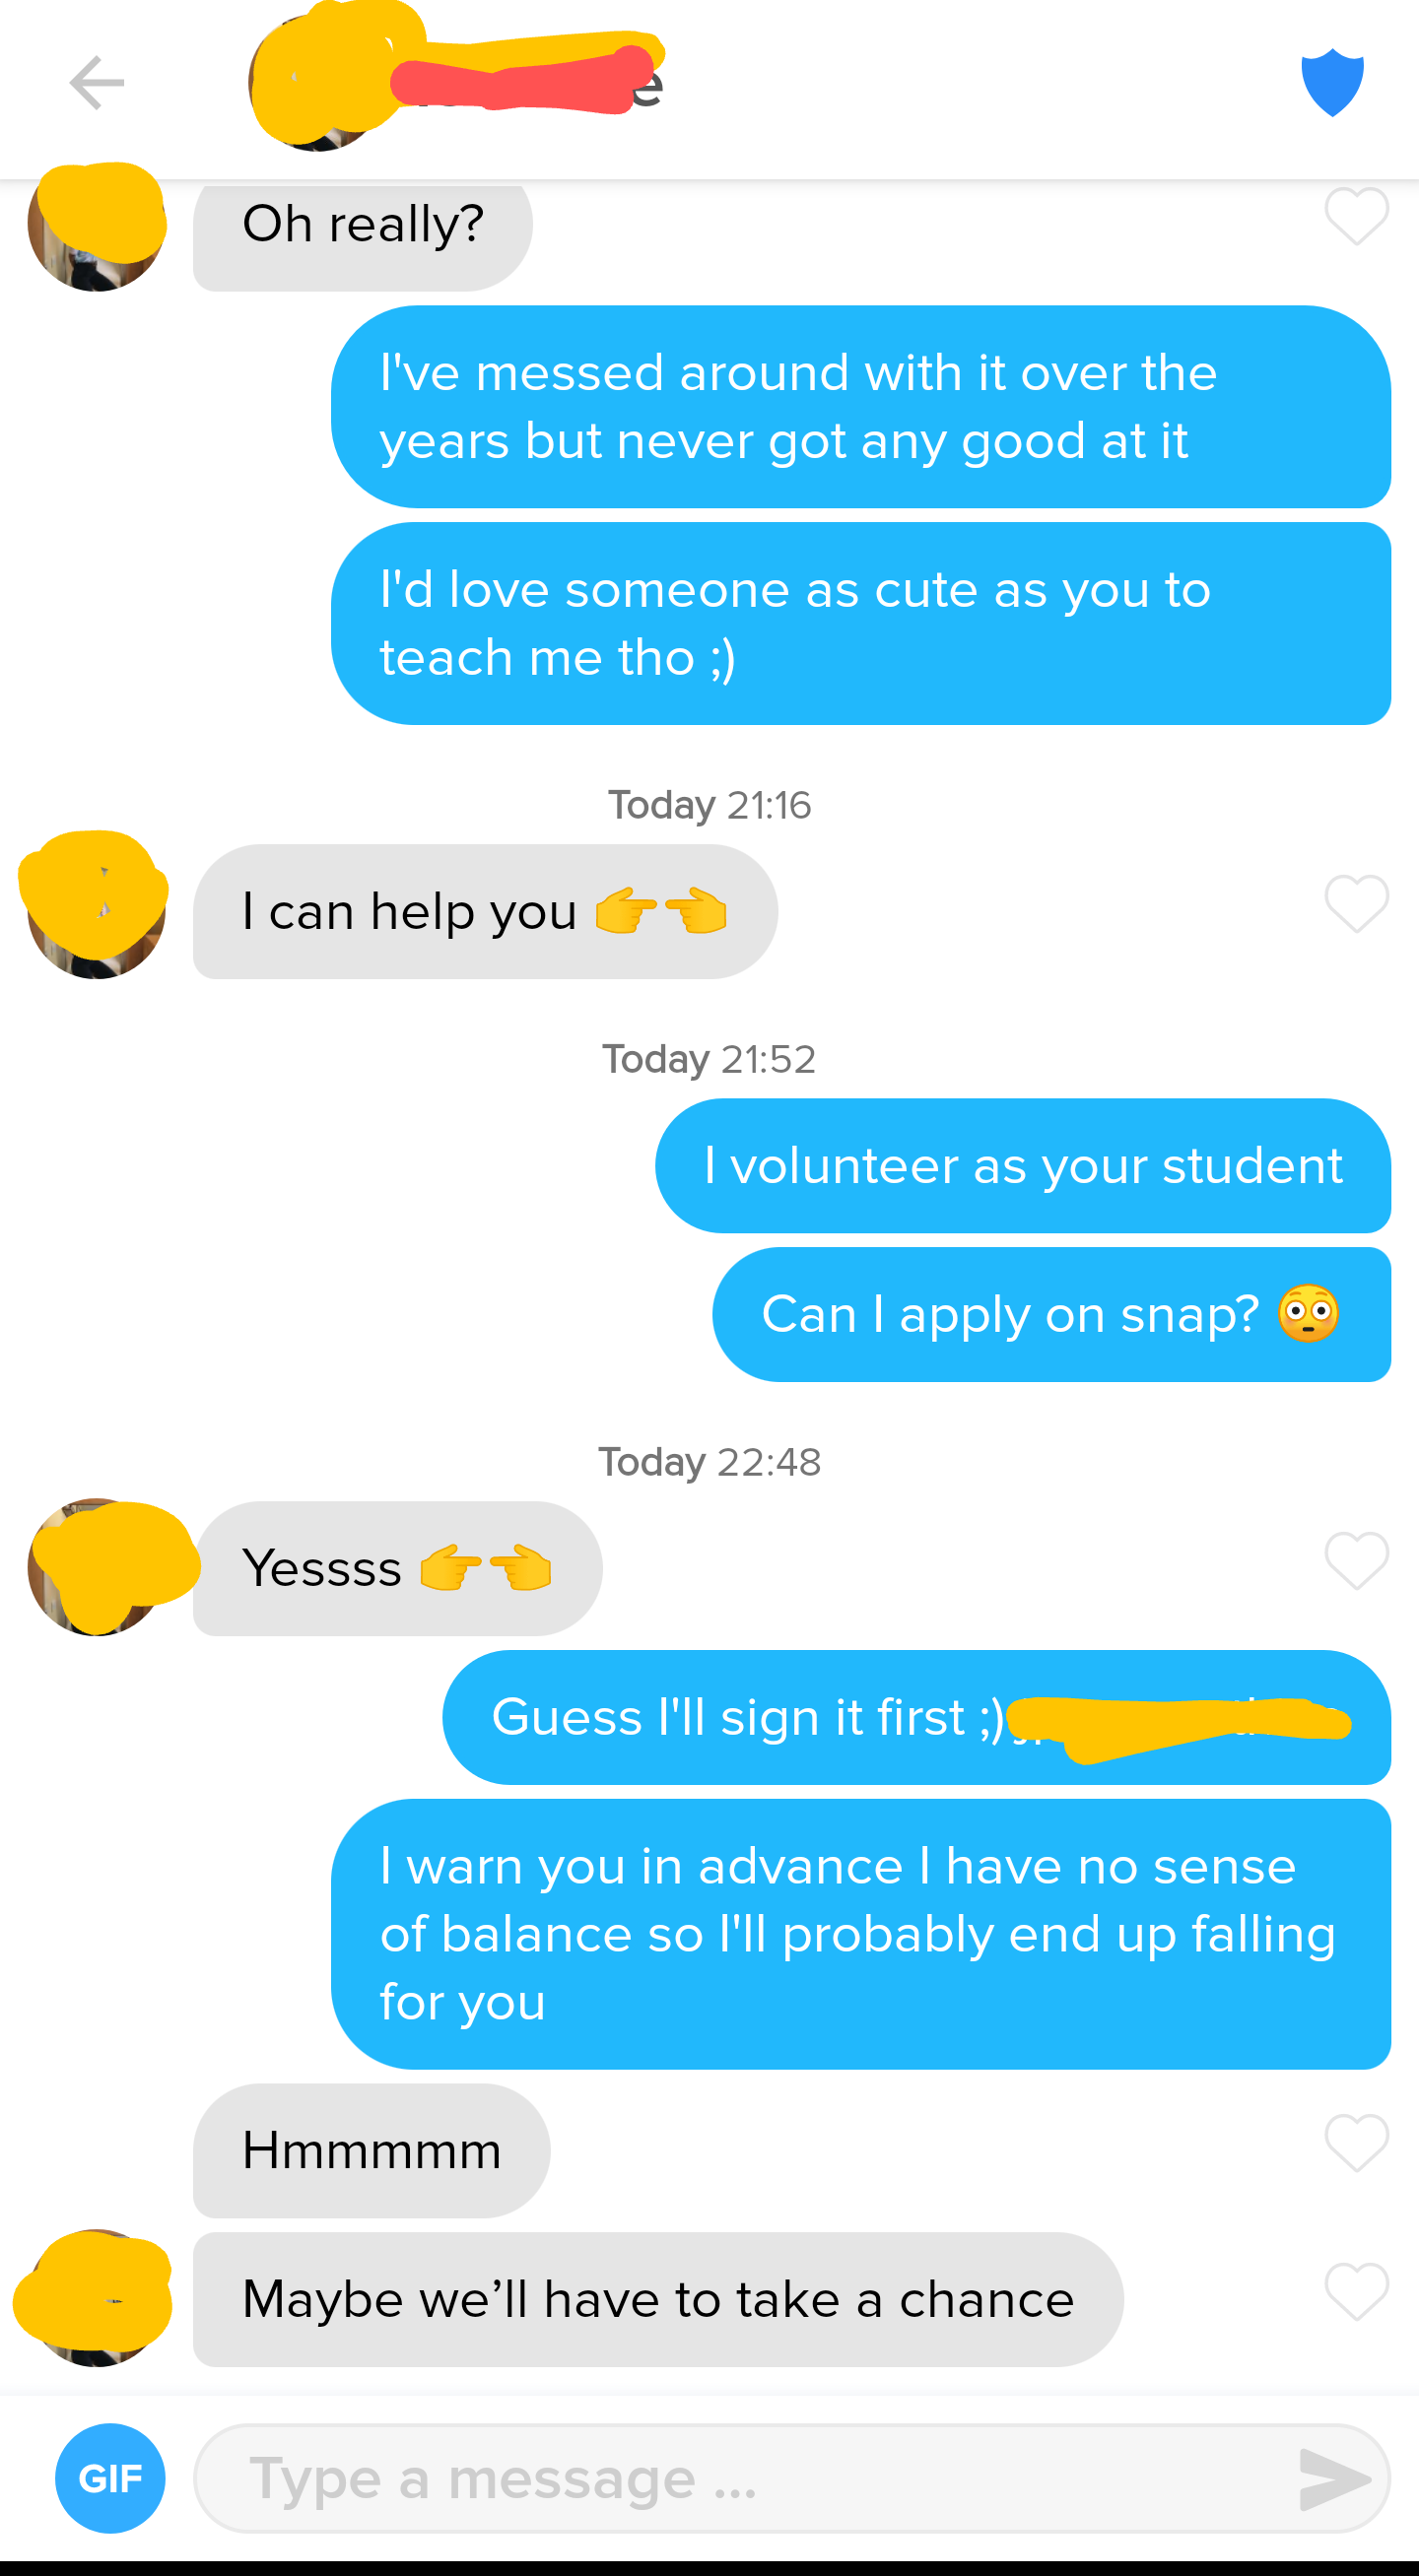 Oh really?
I've messed around with it over the
years but never got any good at it
I'd love someone as cute as you to
teach me tho ;)
Today 21:16
I can help you 👉👈
Today 21:52
I volunteer as your student
Can I apply on snap? 😳
Today 22:48
Yessss 👉👈
Guess I'll sign it first ;)
I warn you in advance I have no sense
of balance so I'll probably end up falling
for you
Hmmmmm
Maybe we’ll have to take a chance
GIF
Type a message ...